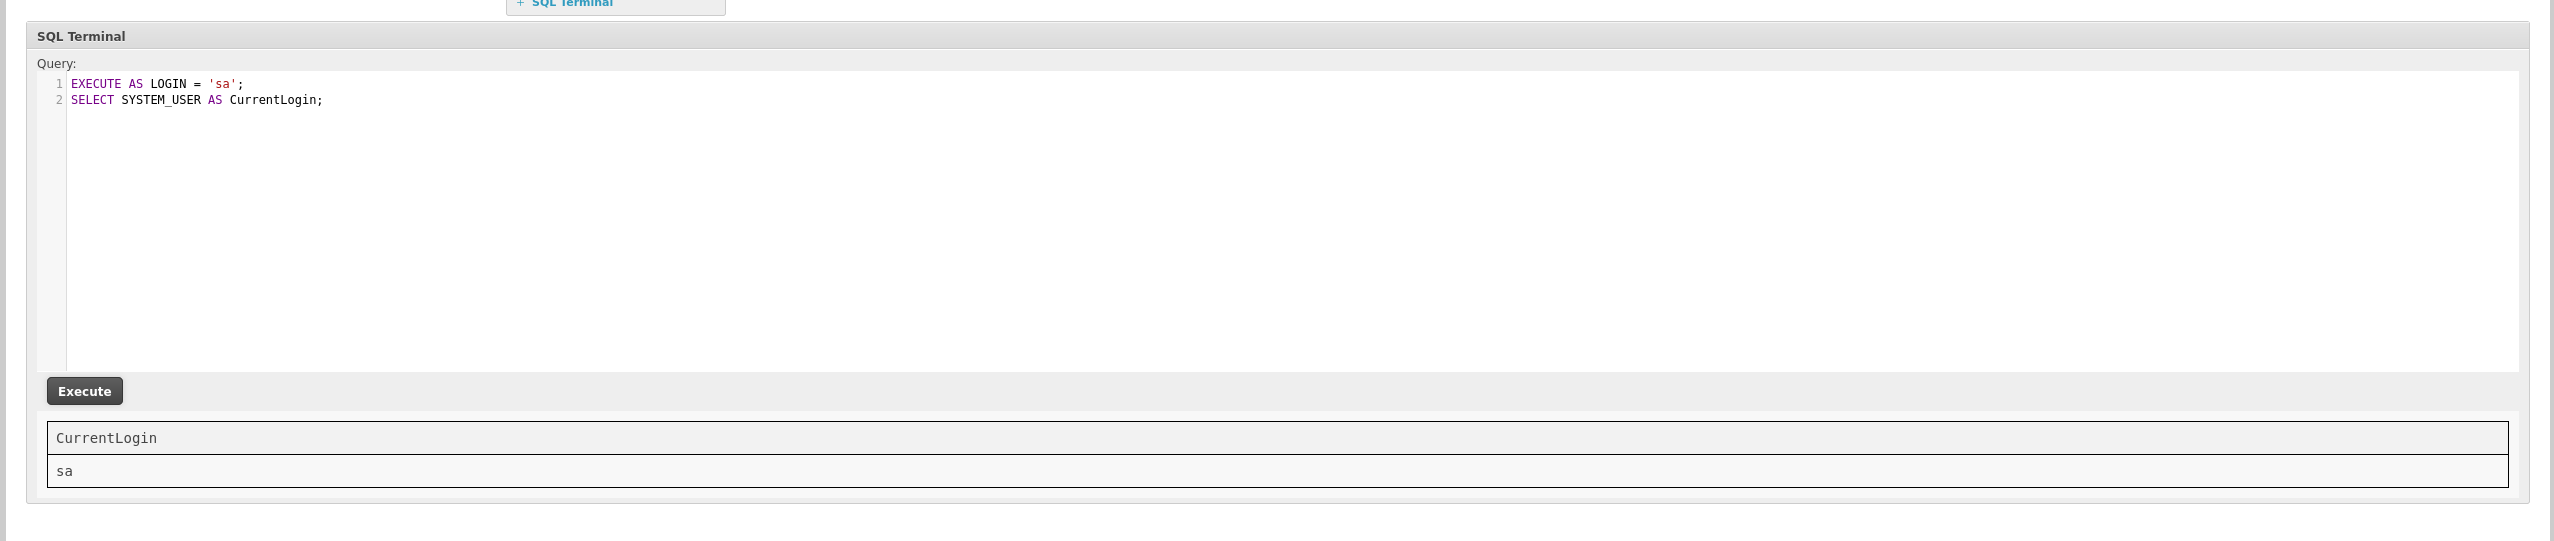 + SQL Terminal
SQL Terminal
Query:
1 EXECUTE AS LOGIN = 'sa';
2 SELECT SYSTEM_USER AS CurrentLogin;
Execute
CurrentLogin
sa